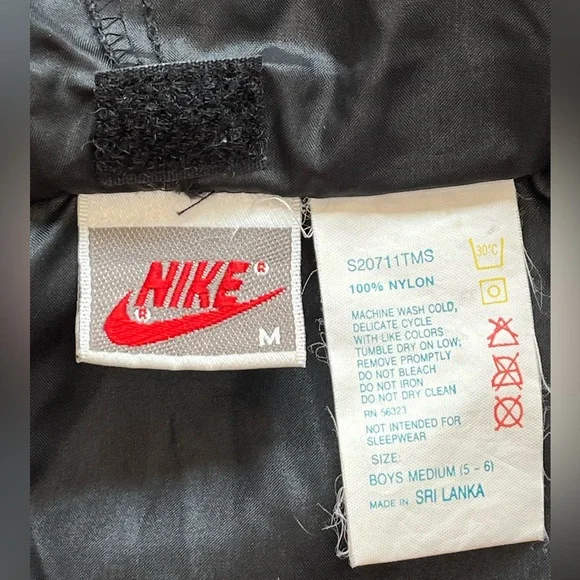 NIKE®
®
M
S20711TMS
30°C
100% NYLON
MACHINE WASH COLD,
DELICATE CYCLE
WITH LIKE COLORS
TUMBLE DRY ON LOW;
REMOVE PROMPTLY
DO NOT BLEACH
DO NOT IRON
DO NOT DRY CLEAN
RN 56323
NOT INTENDED FOR
SLEEPWEAR
SIZE:
BOYS MEDIUM (5 - 6)
MADE IN SRI LANKA